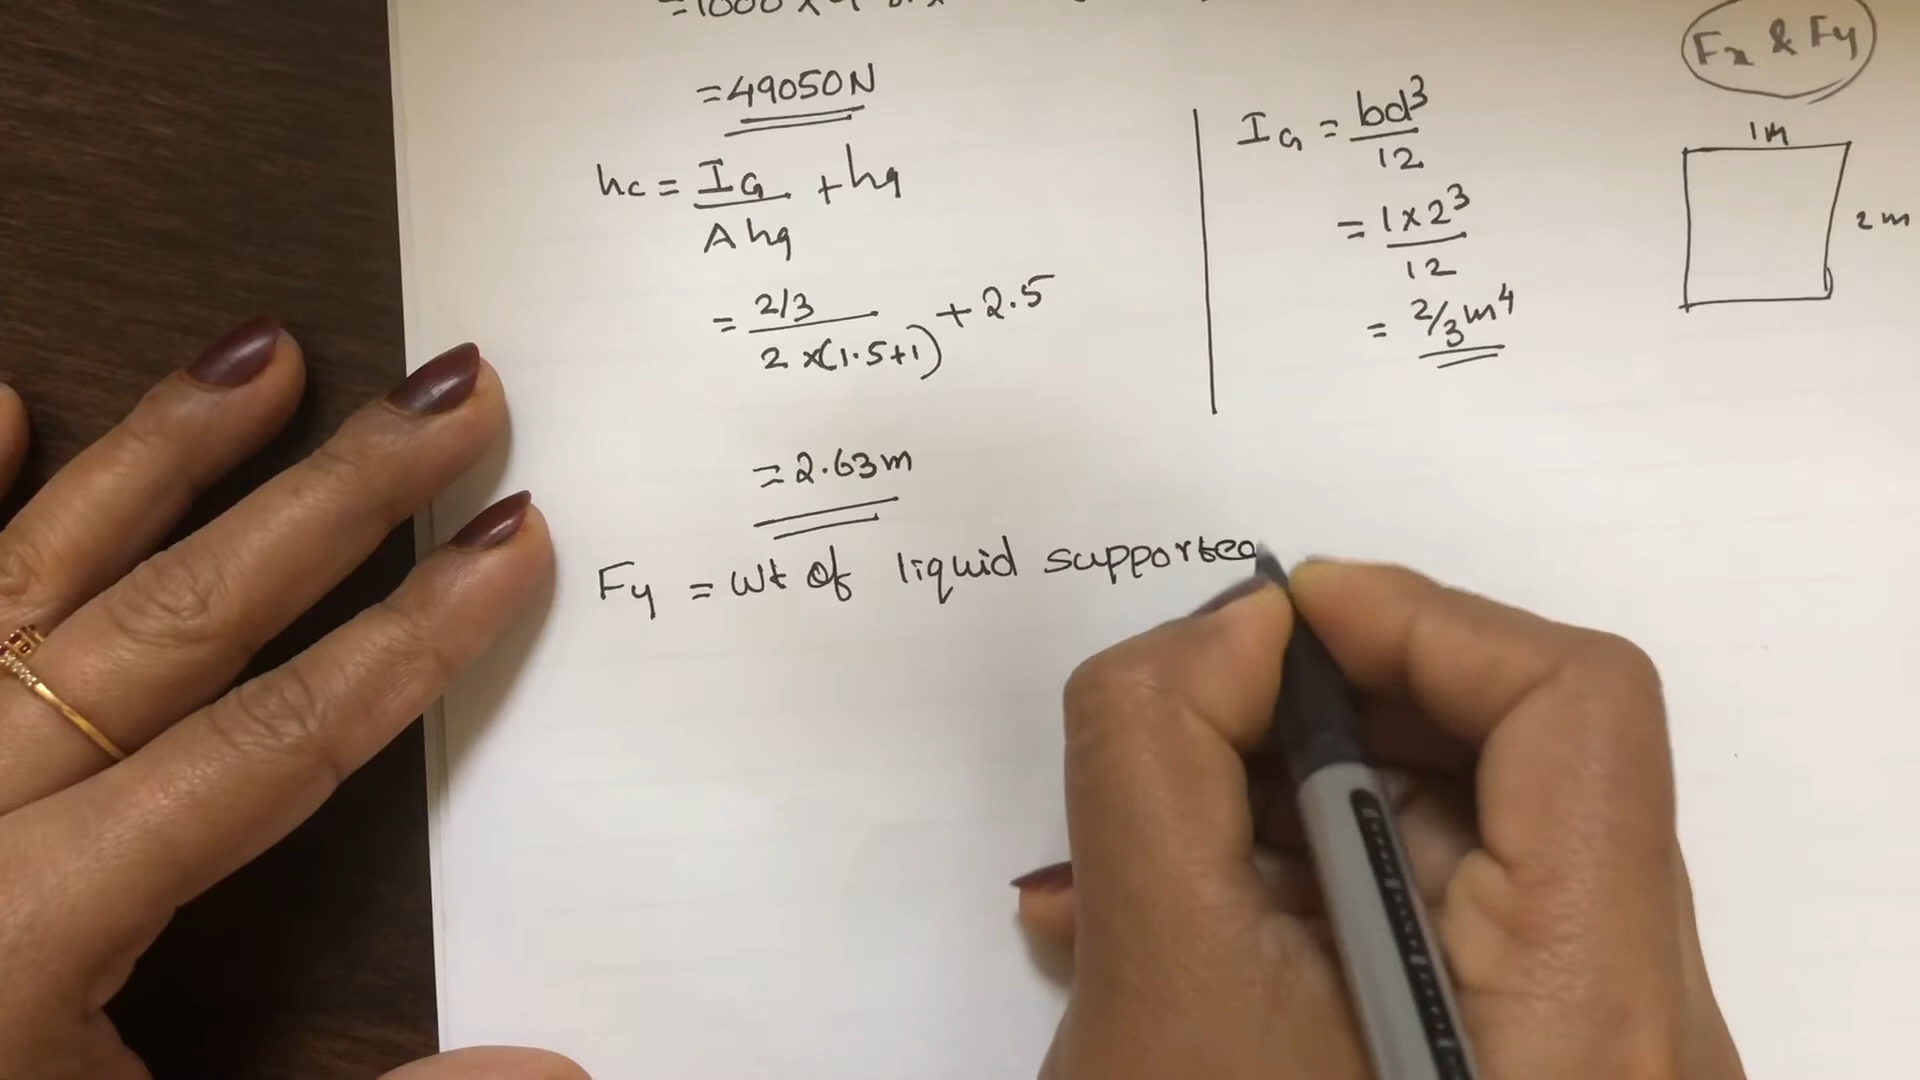 = 49050N
hc = IG / Ahg + hg
= 2/3 / 2 x(1.5+1) + 2.5
= 2.63m
Fy = wt of liquid supported
IG = bd³ / 12
= 1 x 2³ / 12
= 2/3 m⁴
Fx & Fy
1m
2m